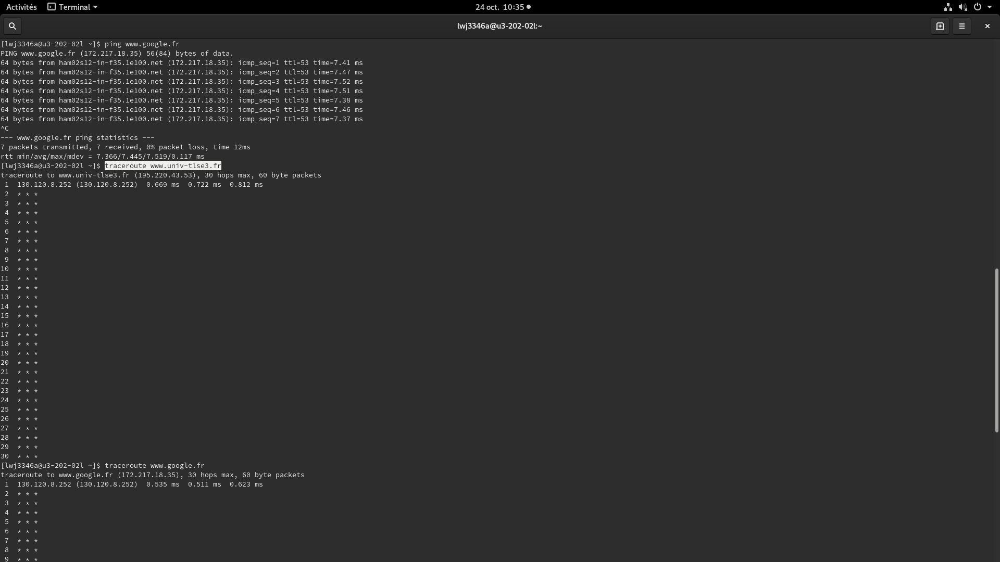 Activités Terminal 24 oct. 10:35
lwj3346a@u3-202-02l:~
[lwj3346a@u3-202-02l ~]$ ping www.google.fr
PING www.google.fr (172.217.18.35) 56(84) bytes of data.
64 bytes from ham02s12-in-f35.1e100.net (172.217.18.35): icmp_seq=1 ttl=53 time=7.41 ms
64 bytes from ham02s12-in-f35.1e100.net (172.217.18.35): icmp_seq=2 ttl=53 time=7.47 ms
64 bytes from ham02s12-in-f35.1e100.net (172.217.18.35): icmp_seq=3 ttl=53 time=7.52 ms
64 bytes from ham02s12-in-f35.1e100.net (172.217.18.35): icmp_seq=4 ttl=53 time=7.51 ms
64 bytes from ham02s12-in-f35.1e100.net (172.217.18.35): icmp_seq=5 ttl=53 time=7.38 ms
64 bytes from ham02s12-in-f35.1e100.net (172.217.18.35): icmp_seq=6 ttl=53 time=7.46 ms
64 bytes from ham02s12-in-f35.1e100.net (172.217.18.35): icmp_seq=7 ttl=53 time=7.37 ms
^C
--- www.google.fr ping statistics ---
7 packets transmitted, 7 received, 0% packet loss, time 12ms
rtt min/avg/max/mdev = 7.366/7.445/7.519/0.117 ms
[lwj3346a@u3-202-02l ~]$ traceroute www.univ-tlse3.fr
traceroute to www.univ-tlse3.fr (195.220.43.53), 30 hops max, 60 byte packets
 1  130.120.8.252 (130.120.8.252)  0.669 ms  0.722 ms  0.812 ms
 2  * * *
 3  * * *
 4  * * *
 5  * * *
 6  * * *
 7  * * *
 8  * * *
 9  * * *
10  * * *
11  * * *
12  * * *
13  * * *
14  * * *
15  * * *
16  * * *
17  * * *
18  * * *
19  * * *
20  * * *
21  * * *
22  * * *
23  * * *
24  * * *
25  * * *
26  * * *
27  * * *
28  * * *
29  * * *
30  * * *
[lwj3346a@u3-202-02l ~]$ traceroute www.google.fr
traceroute to www.google.fr (172.217.18.35), 30 hops max, 60 byte packets
 1  130.120.8.252 (130.120.8.252)  0.535 ms  0.511 ms  0.623 ms
 2  * * *
 3  * * *
 4  * * *
 5  * * *
 6  * * *
 7  * * *
 8  * * *
 9  * * *